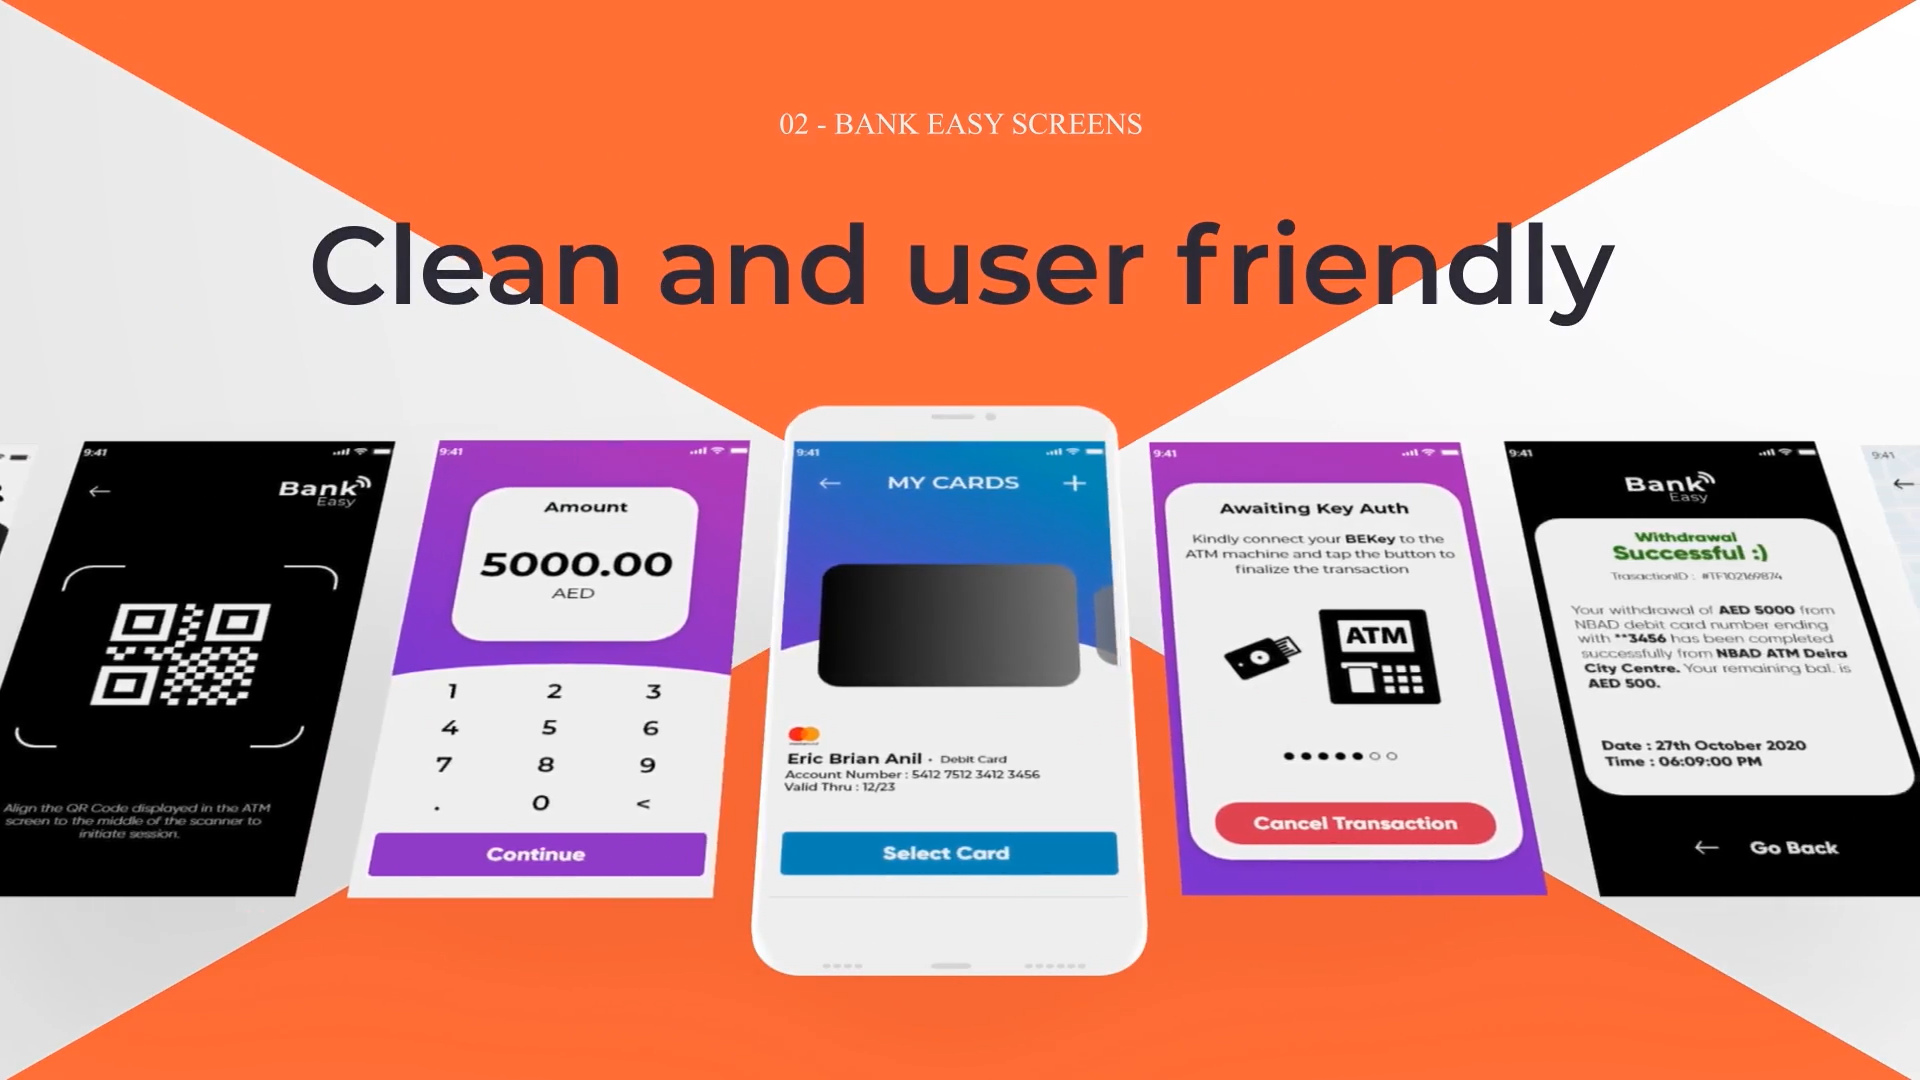 02 - BANK EASY SCREENS
Clean and user friendly
9:41
Bank
Easy
Align the QR Code displayed in the ATM
screen to the middle of the scanner to
initiate session.
9:41
Amount
5000.00
AED
1 2 3
4 5 6
7 8 9
. 0 <
Continue
9:41
MY CARDS
Eric Brian Anil • Debit Card
Account Number : 5412 7512 3412 3456
Valid Thru : 12/23
Select Card
9:41
Awaiting Key Auth
Kindly connect your BEKey to the
ATM machine and tap the button to
finalize the transaction
ATM
Cancel Transaction
9:41
Bank
Easy
Withdrawal
Successful :)
TrasactionID : #TF102169874
Your withdrawal of AED 5000 from
NBAD debit card number ending
with **3456 has been completed
successfully from NBAD ATM Deira
City Centre. Your remaining bal. is
AED 500.
Date : 27th October 2020
Time : 06:09:00 PM
Go Back
9:41